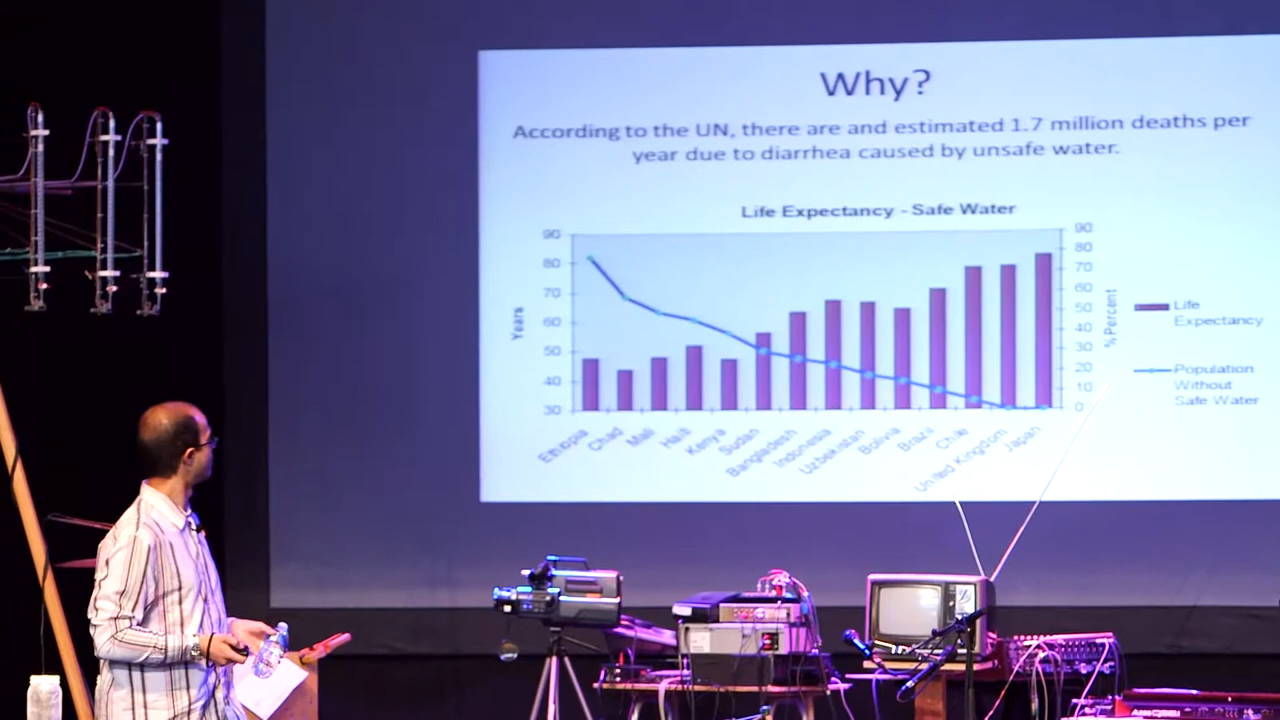 Why?
According to the UN, there are and estimated 1.7 million deaths per
year due to diarrhea caused by unsafe water.
Life Expectancy - Safe Water
90
80
70
60
50
40
30
Years
90
80
70
60
50
40
30
20
10
0
%Percent
Ethiopia
Chad
Mali
Haiti
Kenya
Sudan
Bangladesh
Indonesia
Uzbekistan
Bolivia
Brazil
Chile
United Kingdom
Japan
Life
Expectancy
Population
Without
Safe Water